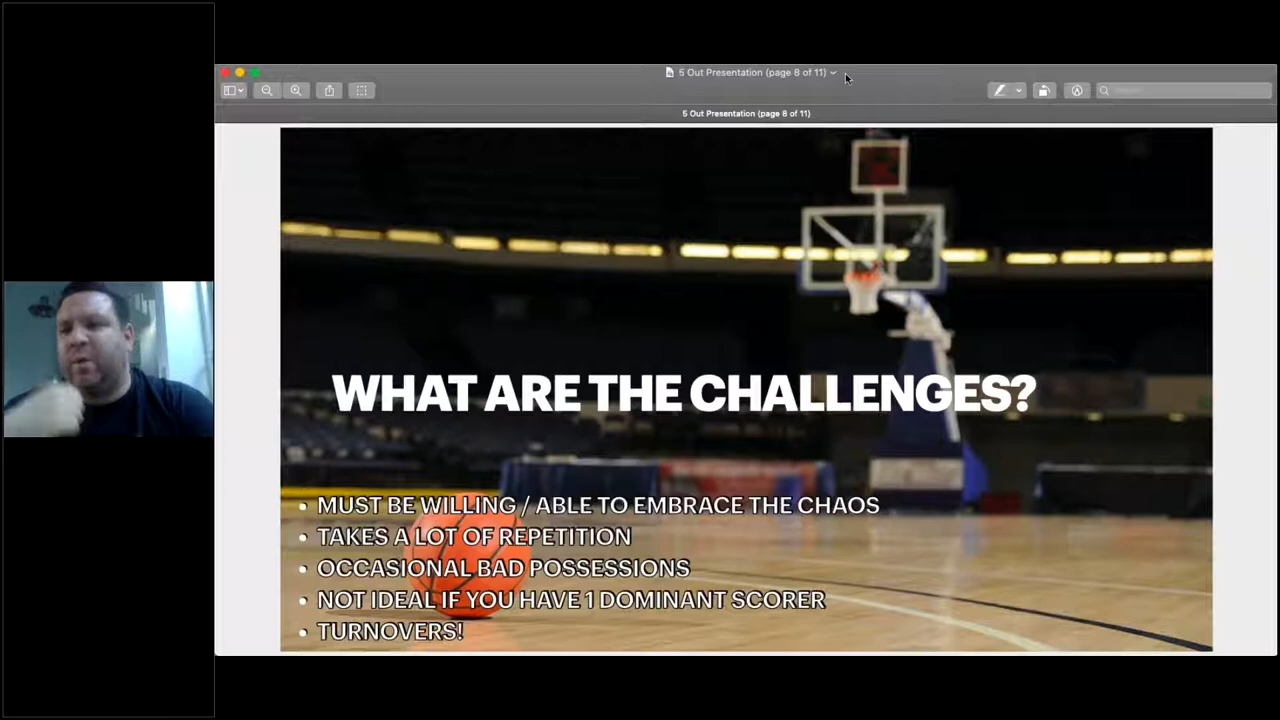 5 Out Presentation (page 8 of 11)
5 Out Presentation (page 8 of 11)
WHAT ARE THE CHALLENGES?
• MUST BE WILLING / ABLE TO EMBRACE THE CHAOS
• TAKES A LOT OF REPETITION
• OCCASIONAL BAD POSSESSIONS
• NOT IDEAL IF YOU HAVE 1 DOMINANT SCORER
• TURNOVERS!